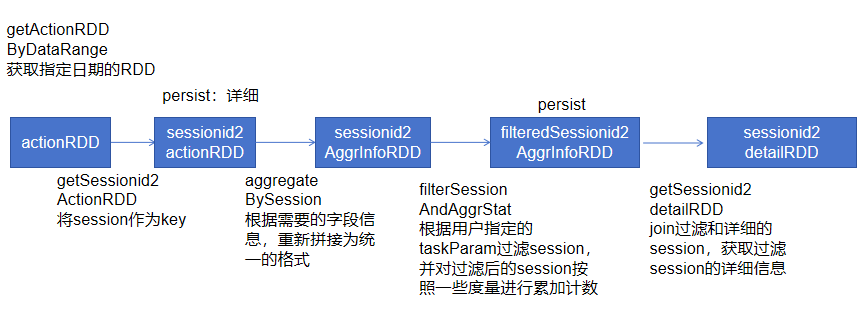 getActionRDD
ByDataRange
获取指定日期的RDD
persist：详细
persist
actionRDD
sessionid2
actionRDD
sessionid2
AggrInfoRDD
filteredSessionid2
AggrInfoRDD
sessionid2
detailRDD
getSessionid2
ActionRDD
将session作为key
aggregate
BySession
根据需要的字段信
息，重新拼接为统
一的格式
filterSession
AndAggrStat
根据用户指定的
taskParam过滤session，
并对过滤后的session按
照一些度量进行累加计数
getSessionid2
detailRDD
join过滤和详细的
session，获取过滤
session的详细信息